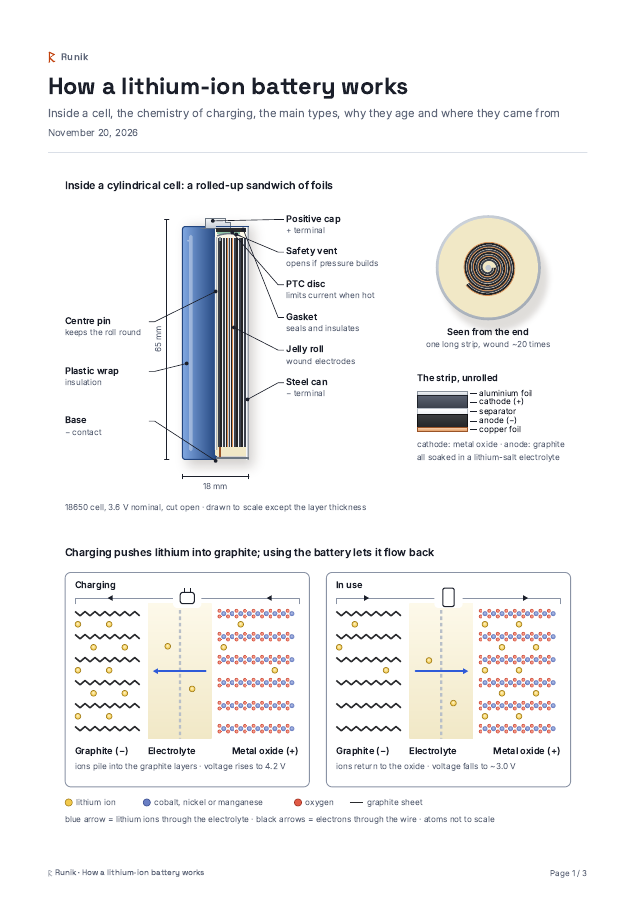 Runik
How a lithium-ion battery works
Inside a cell, the chemistry of charging, the main types, why they age and where they came from
November 20, 2026
Inside a cylindrical cell: a rolled-up sandwich of foils
Positive cap
+ terminal
Safety vent
opens if pressure builds
PTC disc
limits current when hot
Gasket
seals and insulates
Jelly roll
wound electrodes
Steel can
− terminal
Centre pin
keeps the roll round
Plastic wrap
insulation
Base
− contact
65 mm
18 mm
Seen from the end
one long strip, wound ~20 times
The strip, unrolled
aluminium foil
cathode (+)
separator
anode (−)
copper foil
cathode: metal oxide · anode: graphite
all soaked in a lithium-salt electrolyte
18650 cell, 3.6 V nominal, cut open · drawn to scale except the layer thickness
Charging pushes lithium into graphite; using the battery lets it flow back
Charging
Graphite (−) Electrolyte Metal oxide (+)
ions pile into the graphite layers · voltage rises to 4.2 V
In use
Graphite (−) Electrolyte Metal oxide (+)
ions return to the oxide · voltage falls to ~3.0 V
lithium ion cobalt, nickel or manganese oxygen graphite sheet
blue arrow = lithium ions through the electrolyte · black arrows = electrons through the wire · atoms not to scale
Runik · How a lithium-ion battery works
Page 1 / 3